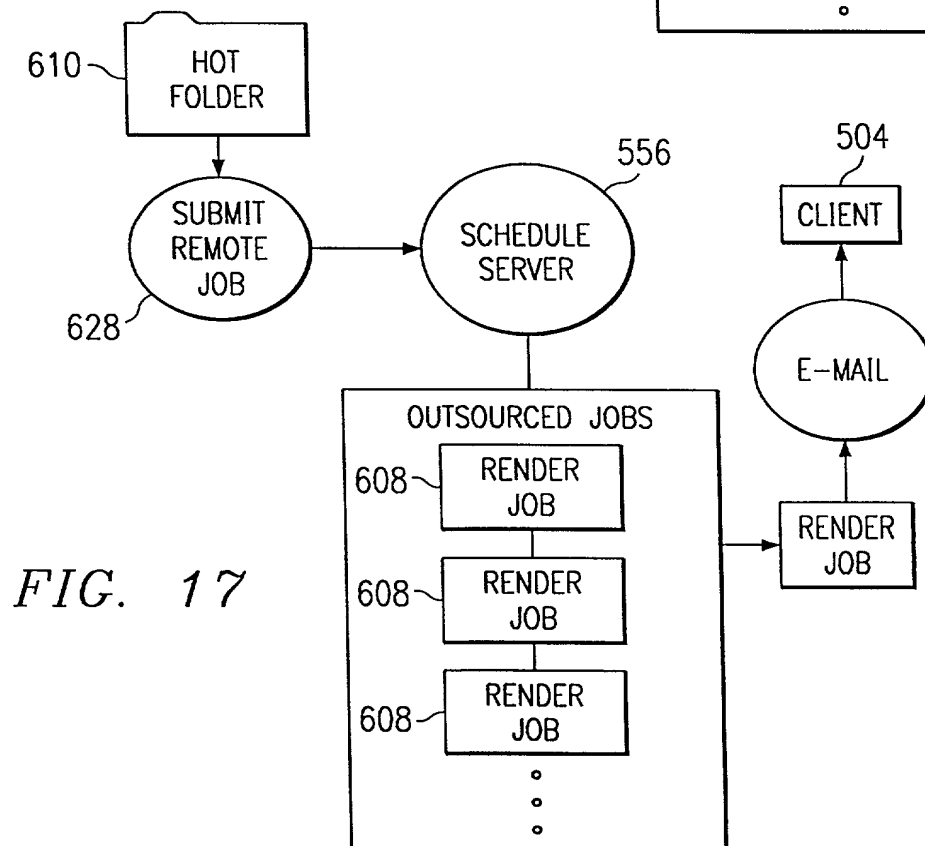 610
HOT
FOLDER
SUBMIT
REMOTE
JOB
628
556
SCHEDULE
SERVER
504
CLIENT
E-MAIL
RENDER
JOB
OUTSOURCED JOBS
608
RENDER
JOB
608
RENDER
JOB
608
RENDER
JOB
FIG. 17